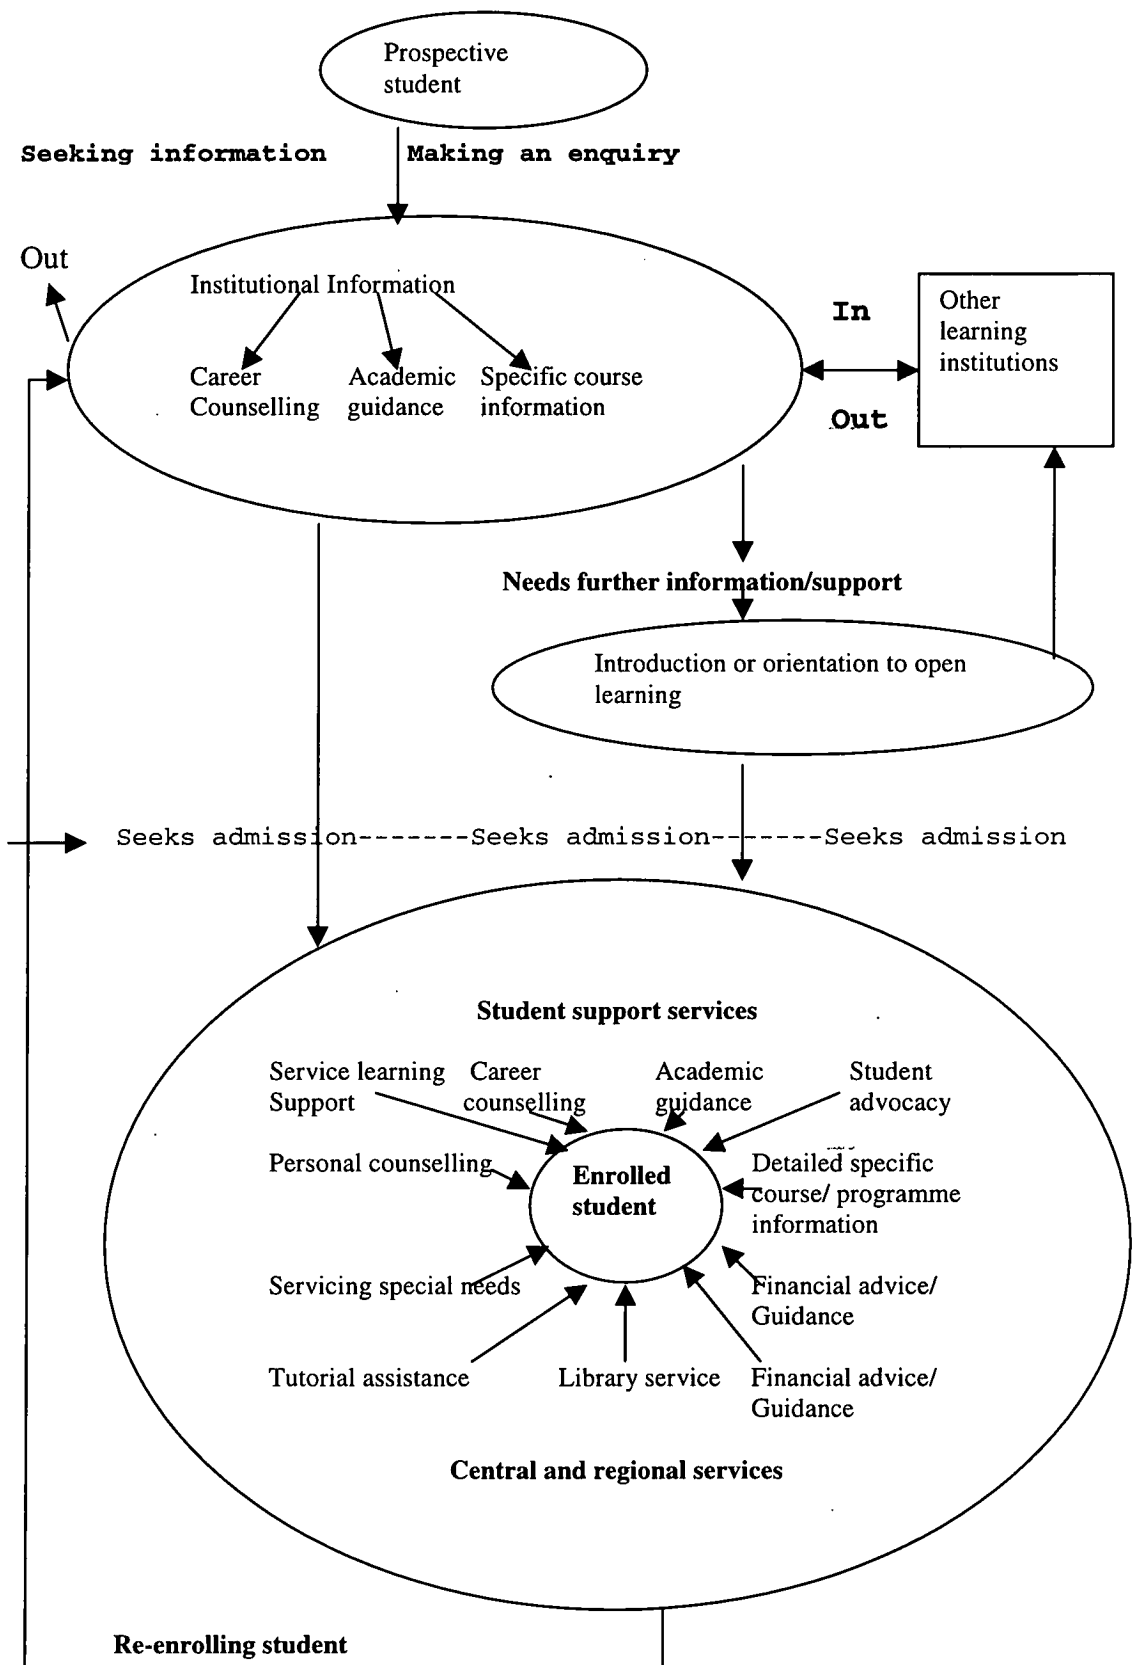 Prospective
student
Seeking information
Making an enquiry
Out
Institutional Information
Career
Counselling
Academic
guidance
Specific course
information
In
Out
Other
learning
institutions
Needs further information/support
Introduction or orientation to open
learning
Seeks admission-------Seeks admission-------Seeks admission
Student support services
Service learning
Support
Career
counselling
Academic
guidance
Student
advocacy
Personal counselling
Enrolled
student
Detailed specific
course/ programme
information
Servicing special needs
Financial advice/
Guidance
Tutorial assistance
Library service
Financial advice/
Guidance
Central and regional services
Re-enrolling student